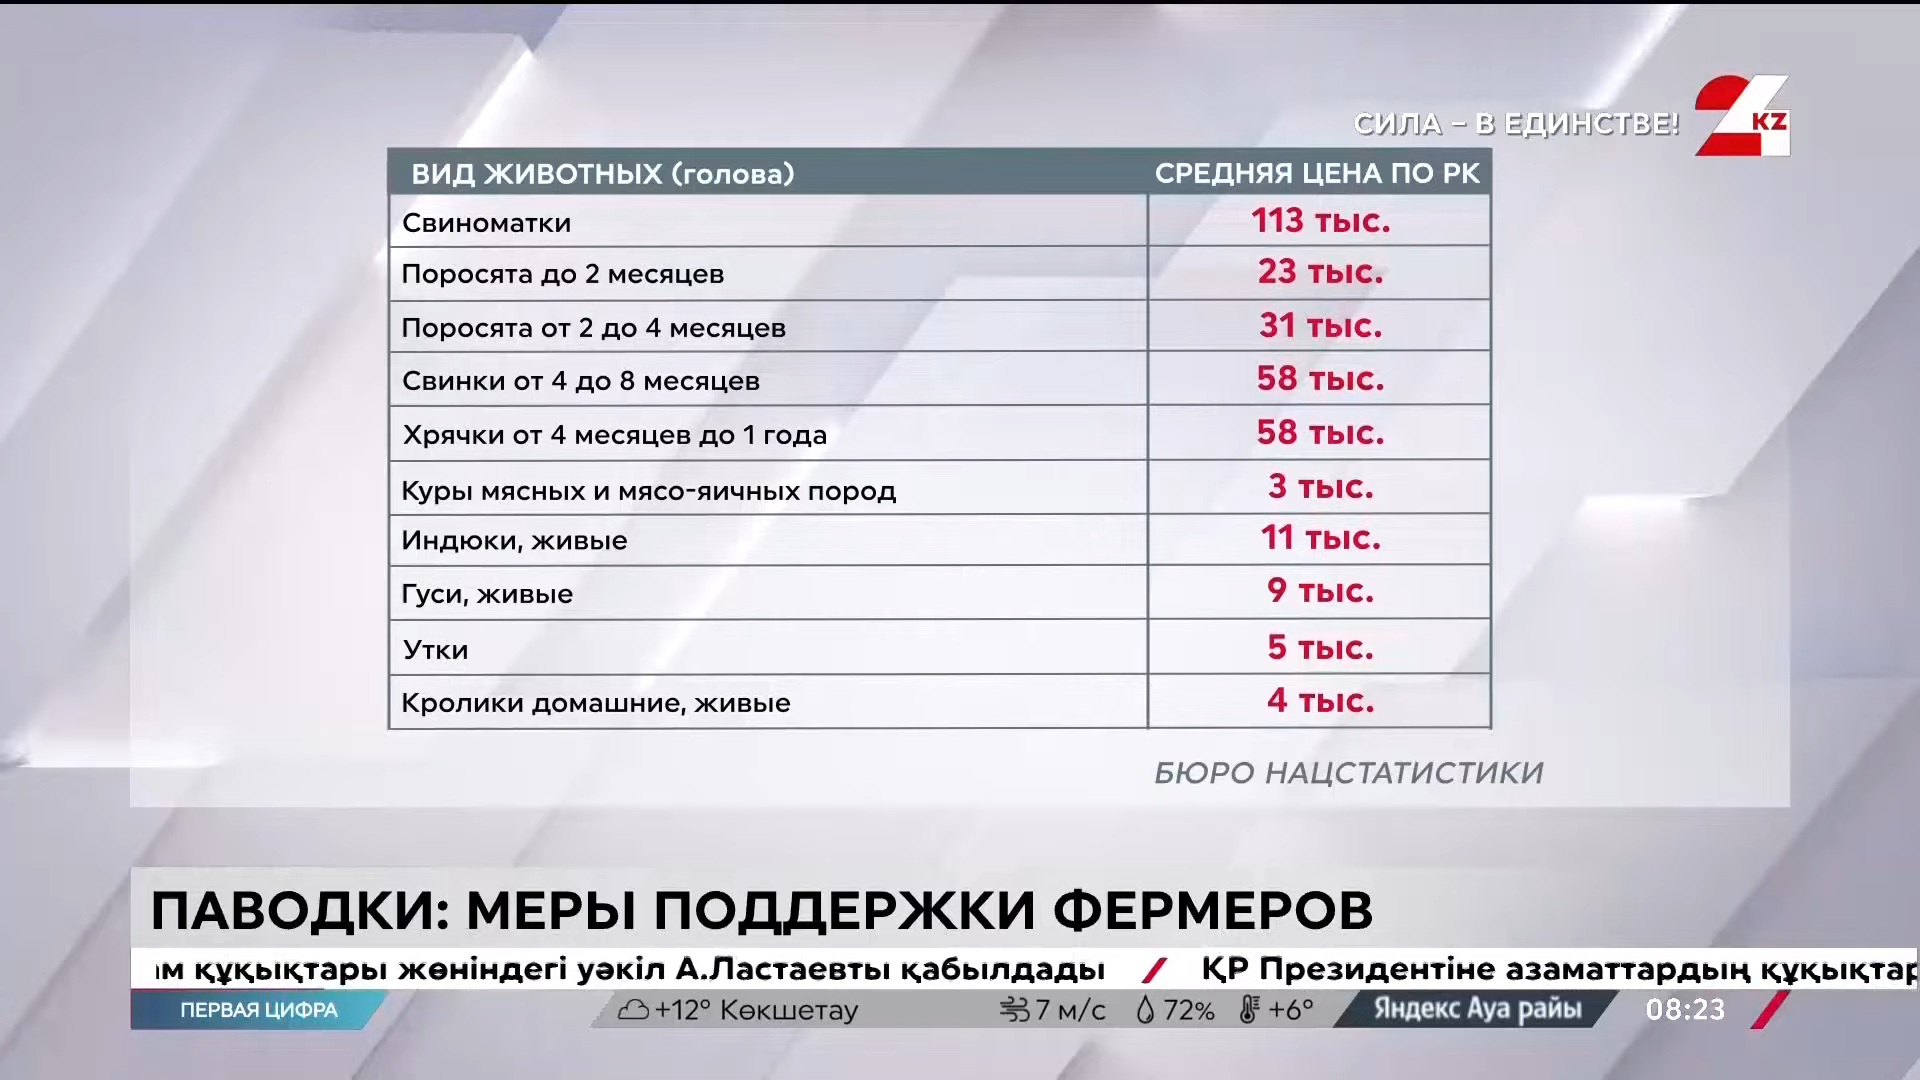 СИЛА – В ЕДИНСТВЕ! 24 KZ
ВИД ЖИВОТНЫХ (голова) СРЕДНЯЯ ЦЕНА ПО РК
Свиноматки 113 тыс.
Поросята до 2 месяцев 23 тыс.
Поросята от 2 до 4 месяцев 31 тыс.
Свинки от 4 до 8 месяцев 58 тыс.
Хрячки от 4 месяцев до 1 года 58 тыс.
Куры мясных и мясо-яичных пород 3 тыс.
Индюки, живые 11 тыс.
Гуси, живые 9 тыс.
Утки 5 тыс.
Кролики домашние, живые 4 тыс.
БЮРО НАЦСТАТИСТИКИ
ПАВОДКИ: МЕРЫ ПОДДЕРЖКИ ФЕРМЕРОВ
құқықтары жөніндегі уәкіл А.Ластаевты қабылдады / ҚР Президентіне азаматтардың
ПЕРВАЯ ЦИФРА +12° Көкшетау 7 м/с 72% +6° Яндекс Ауа райы 08:23